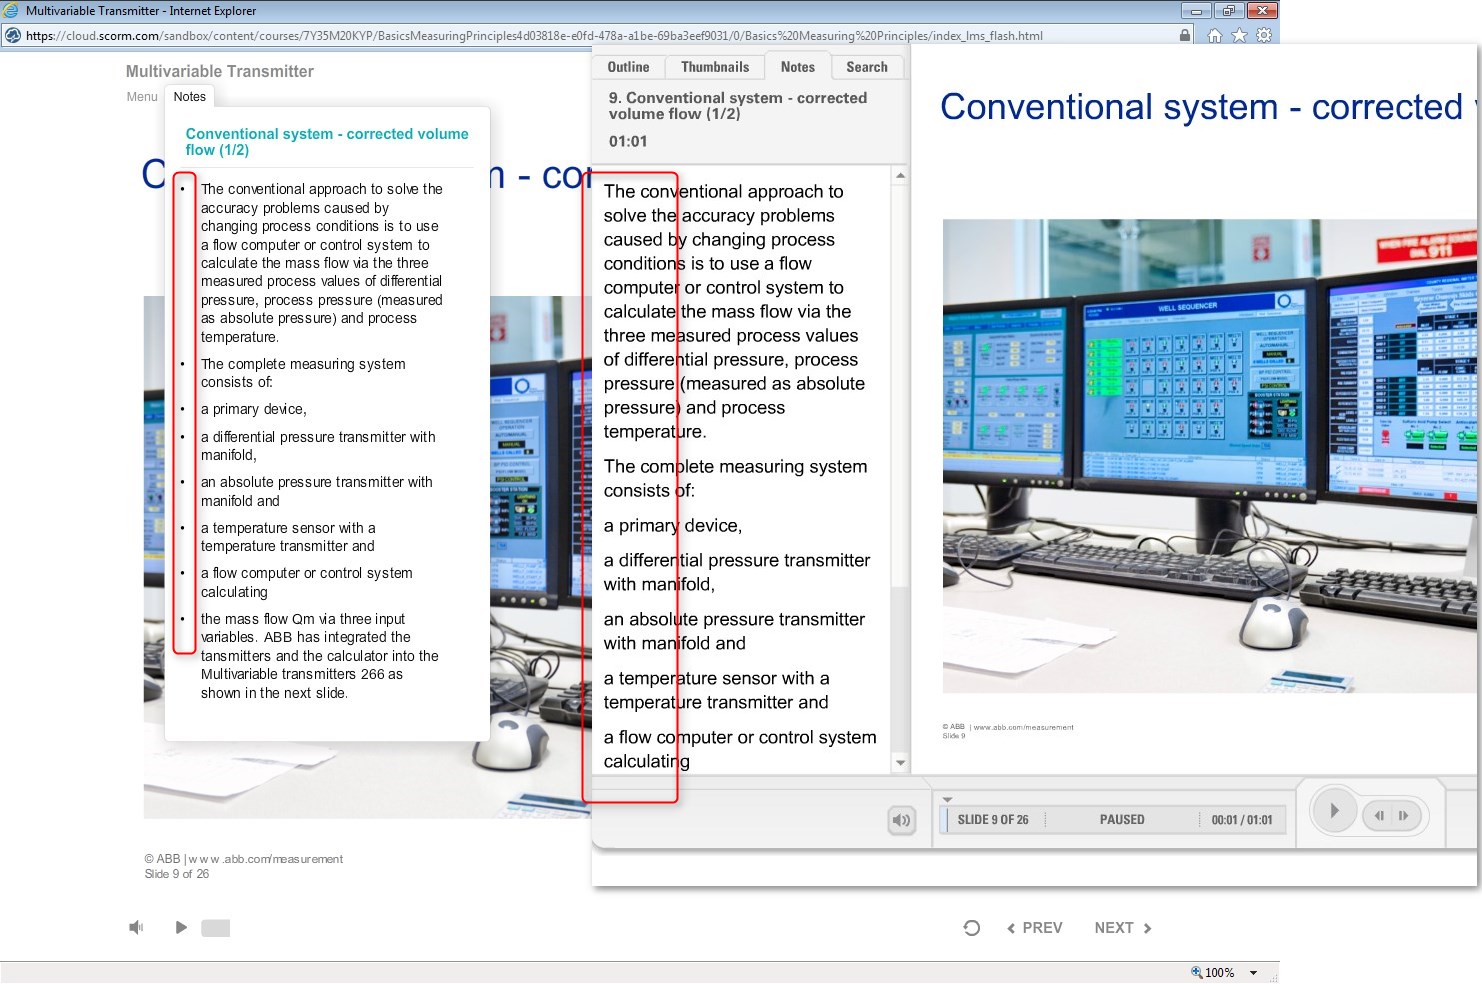 Multivariable Transmitter - Internet Explorer
https://cloud.scorm.com/sandbox/content/courses/7Y35M20KYP/BasicsMeasuringPrinciples4d03818e-e0fd-478a-a1be-69ba3eef9031/0/Basics%20Measuring%20Principles/index_lms_flash.html
Multivariable Transmitter
Menu Notes
Conventional system - corrected volume
flow (1/2)
• The conventional approach to solve the
accuracy problems caused by
changing process conditions is to use
a flow computer or control system to
calculate the mass flow via the three
measured process values of differential
pressure, process pressure (measured
as absolute pressure) and process
temperature.
• The complete measuring system
consists of:
• a primary device,
• a differential pressure transmitter with
manifold,
• an absolute pressure transmitter with
manifold and
• a temperature sensor with a
temperature transmitter and
• a flow computer or control system
calculating
• the mass flow Qm via three input
variables. ABB has integrated the
tansmitters and the calculator into the
Multivariable transmitters 266 as
shown in the next slide.
© ABB | www.abb.com/measurement
Slide 9 of 26
PREV NEXT
100%
Outline Thumbnails Notes Search
9. Conventional system - corrected
volume flow (1/2)
01:01
The conventional approach to
solve the accuracy problems
caused by changing process
conditions is to use a flow
computer or control system to
calculate the mass flow via the
three measured process values
of differential pressure, process
pressure (measured as absolute
pressure) and process
temperature.
The complete measuring system
consists of:
a primary device,
a differential pressure transmitter
with manifold,
an absolute pressure transmitter
with manifold and
a temperature sensor with a
temperature transmitter and
a flow computer or control system
calculating
Conventional system - corrected
WELL SEQUENCER
911
© ABB | www.abb.com/measurement
Slide 9
SLIDE 9 OF 26 PAUSED 00:01 / 01:01